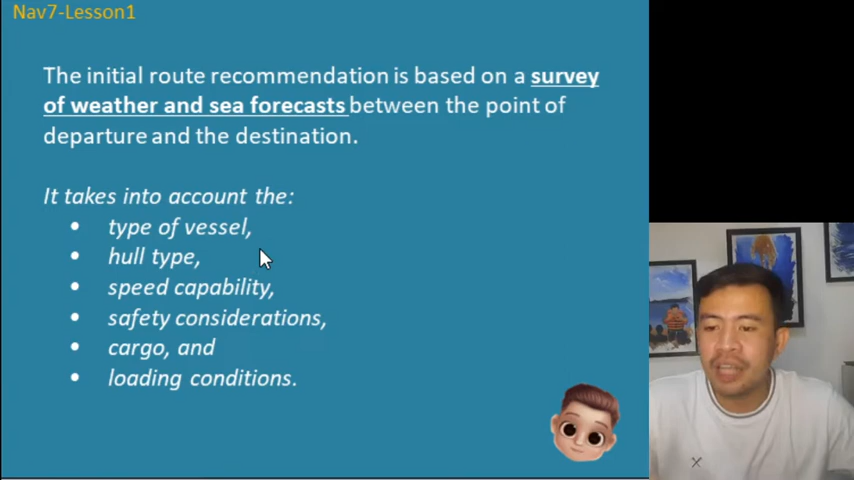 Nav7-Lesson1
The initial route recommendation is based on a survey
of weather and sea forecasts between the point of
departure and the destination.
It takes into account the:
• type of vessel,
• hull type,
• speed capability,
• safety considerations,
• cargo, and
• loading conditions.